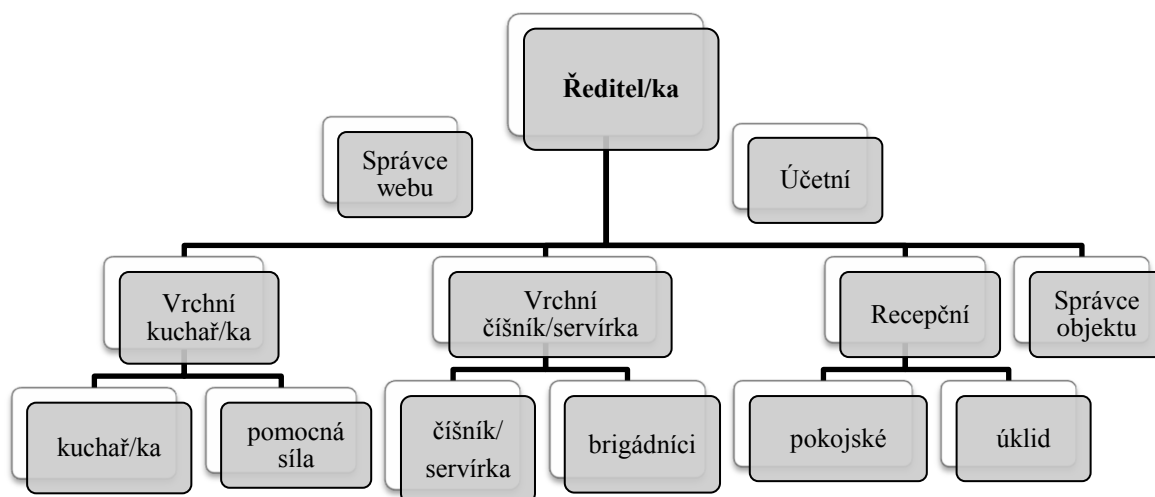 Ředitel/ka
Správce
webu
Účetní
Vrchní
kuchař/ka
Vrchní
číšník/servírka
Recepční
Správce
objektu
kuchař/ka
pomocná
síla
číšník/
servírka
brigádníci
pokojské
úklid